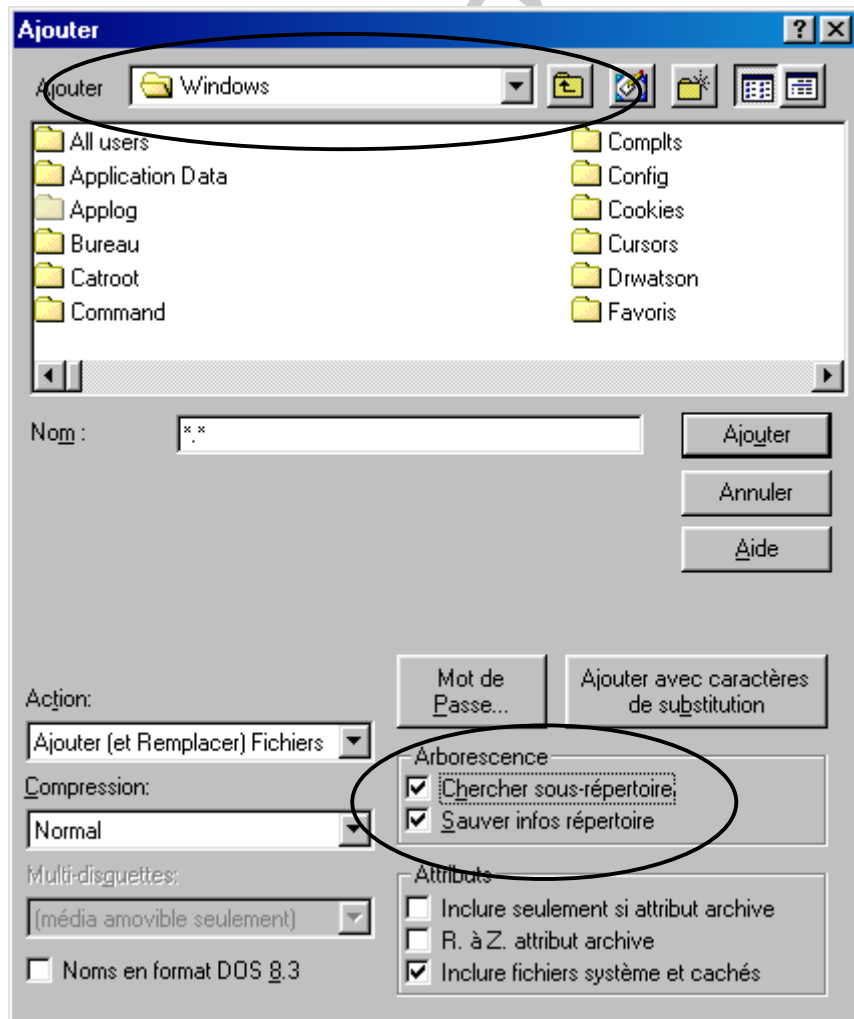 Ajouter
Ajouter Windows
All users Complts
Application Data Config
Applog Cookies
Bureau Cursors
Catroot Drwatson
Command Favoris
Nom : *.* Ajouter
Annuler
Aide
Mot de Passe...
Ajouter avec caractères de substitution
Action:
Ajouter (et Remplacer) Fichiers
Arborescence
Chercher sous-répertoire
Compression:
Sauver infos répertoire
Normal
Multi-disquettes:
Attributs
(média amovible seulement)
Inclure seulement si attribut archive
R. à Z. attribut archive
Noms en format DOS 8.3
Inclure fichiers système et cachés